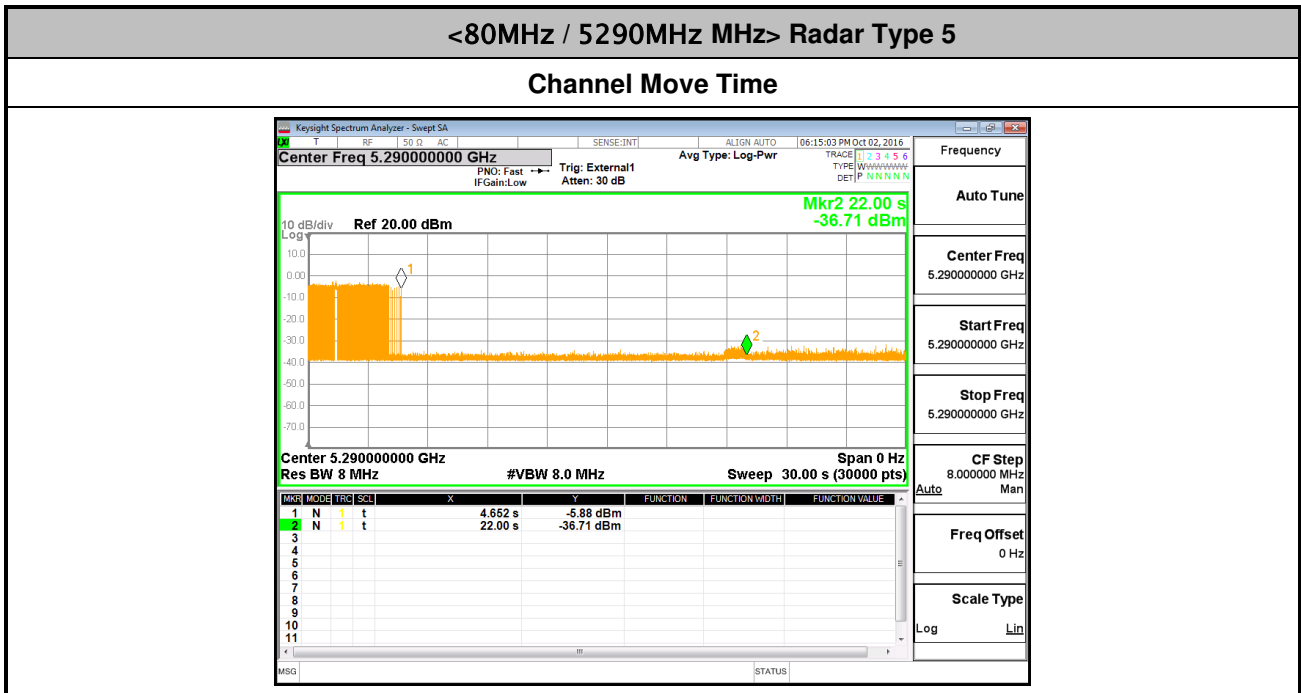 <80MHz / 5290MHz MHz> Radar Type 5
Channel Move Time
Keysight Spectrum Analyzer - Swept SA
LXI T RF 50 Ω AC SENSE:INT ALIGN AUTO 06:15:03 PM Oct 02, 2016
Center Freq 5.290000000 GHz
PNO: Fast
IFGain:Low
Trig: External1
Atten: 30 dB
Avg Type: Log-Pwr
TRACE 1 2 3 4 5 6
TYPE WWWWWW
DET P N N N N N
Mkr2 22.00 s
-36.71 dBm
10 dB/div Ref 20.00 dBm
Log
10.0
0.00
-10.0
-20.0
-30.0
-40.0
-50.0
-60.0
-70.0
1
2
Center 5.290000000 GHz Span 0 Hz
Res BW 8 MHz #VBW 8.0 MHz Sweep 30.00 s (30000 pts)
MKR MODE TRC SCL X Y FUNCTION FUNCTION WIDTH FUNCTION VALUE
1 N 1 t 4.652 s -5.88 dBm
2 N 1 t 22.00 s -36.71 dBm
3
4
5
6
7
8
9
10
11
MSG STATUS
Frequency
Auto Tune
Center Freq
5.290000000 GHz
Start Freq
5.290000000 GHz
Stop Freq
5.290000000 GHz
CF Step
8.000000 MHz
Auto Man
Freq Offset
0 Hz
Scale Type
Log Lin